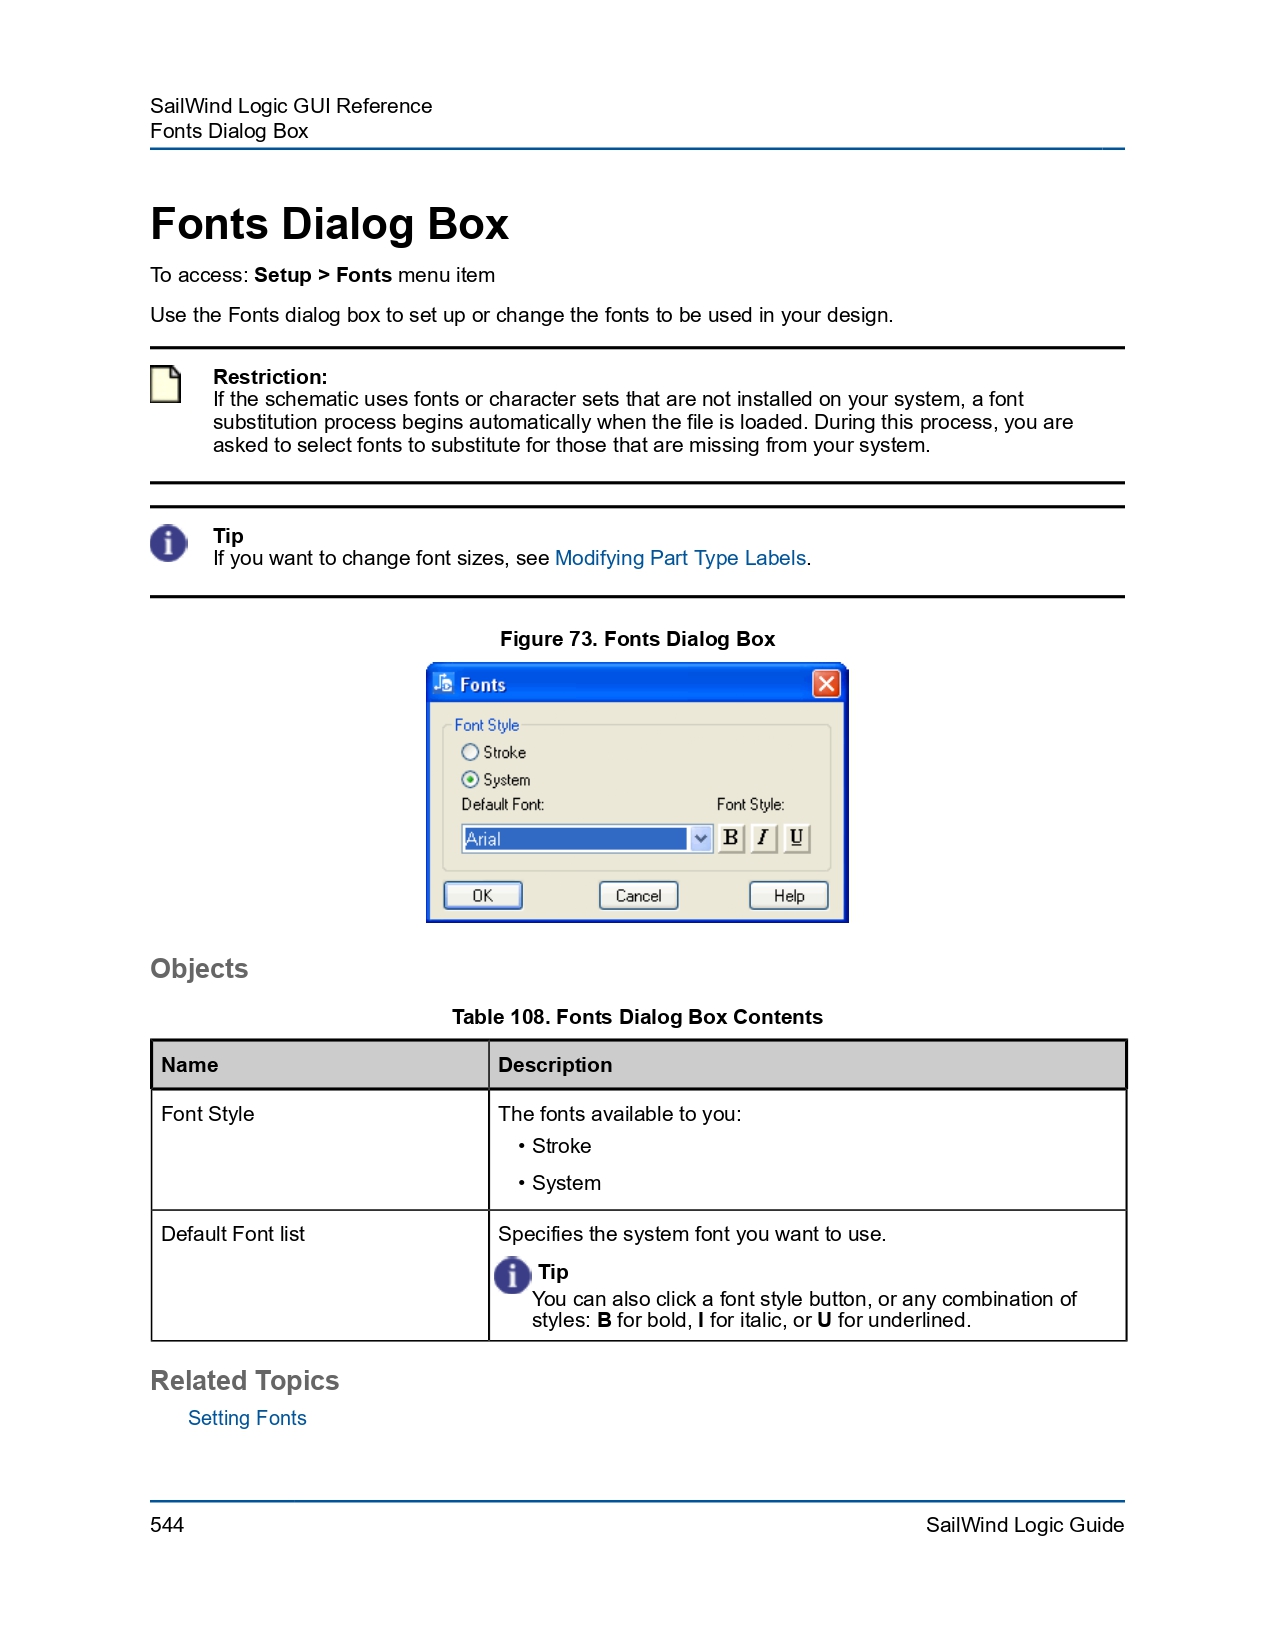 SailWind Logic GUI Reference
Fonts Dialog Box
Fonts Dialog Box
To access: Setup > Fonts menu item
Use the Fonts dialog box to set up or change the fonts to be used in your design.
Restriction:
If the schematic uses fonts or character sets that are not installed on your system, a font
substitution process begins automatically when the file is loaded. During this process, you are
asked to select fonts to substitute for those that are missing from your system.
Tip
If you want to change font sizes, see Modifying Part Type Labels.
Figure 73. Fonts Dialog Box
Fonts
Font Style
Stroke
System
Default Font: Font Style:
Arial B I U
OK Cancel Help
Objects
Table 108. Fonts Dialog Box Contents
Name Description
Font Style The fonts available to you:
• Stroke
• System
Default Font list Specifies the system font you want to use.
Tip
You can also click a font style button, or any combination of
styles: B for bold, I for italic, or U for underlined.
Related Topics
Setting Fonts
544 SailWind Logic Guide